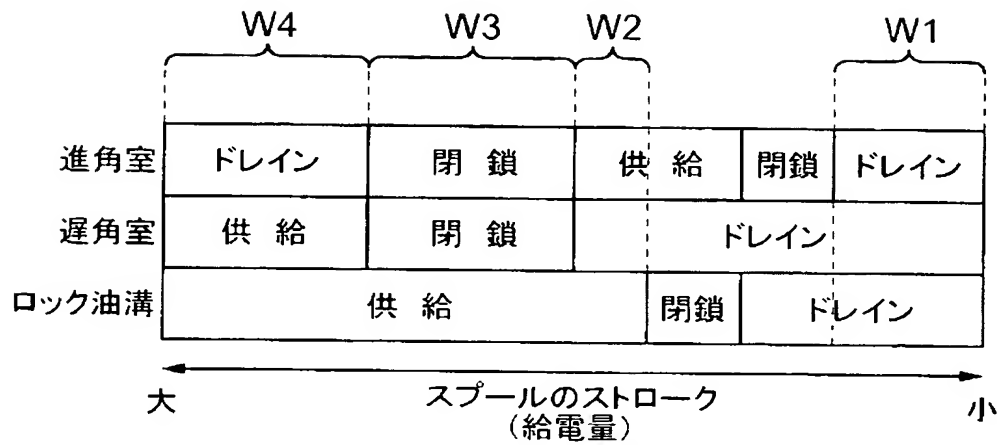 W4 W3 W2 W1
進角室 ドレイン 閉鎖 供給 閉鎖 ドレイン
遅角室 供給 閉鎖 ドレイン
ロック油溝 供給 閉鎖 ドレイン
大 スプールのストローク 小
(給電量)